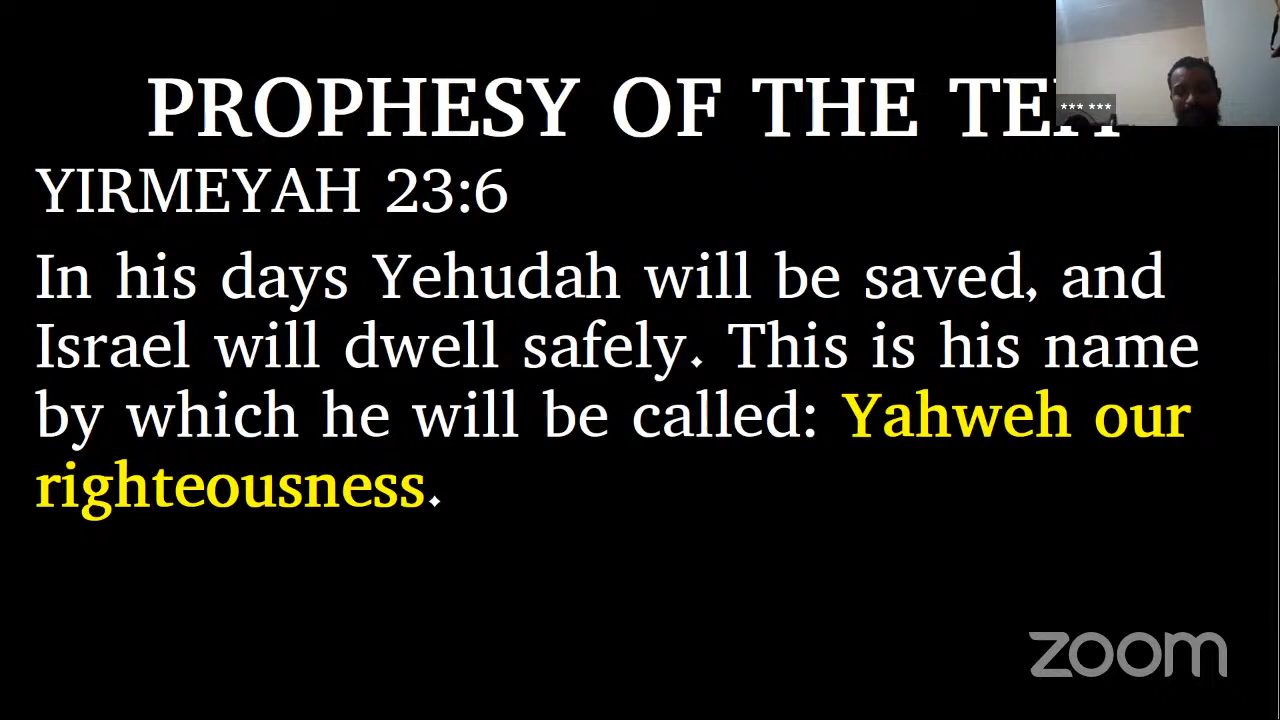 PROPHESY OF THE
*** ***
YIRMEYAH 23:6
In his days Yehudah will be saved, and
Israel will dwell safely. This is his name
by which he will be called: Yahweh our
righteousness.
zoom